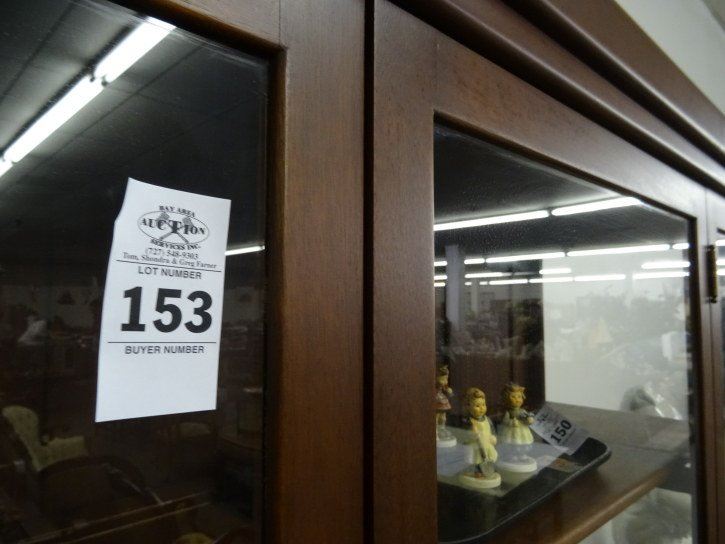 BAY AREA
AUCTION
SERVICES INC.
(727) 548-9303
Tom, Shondra & Greg Farner
LOT NUMBER
153
BUYER NUMBER
150